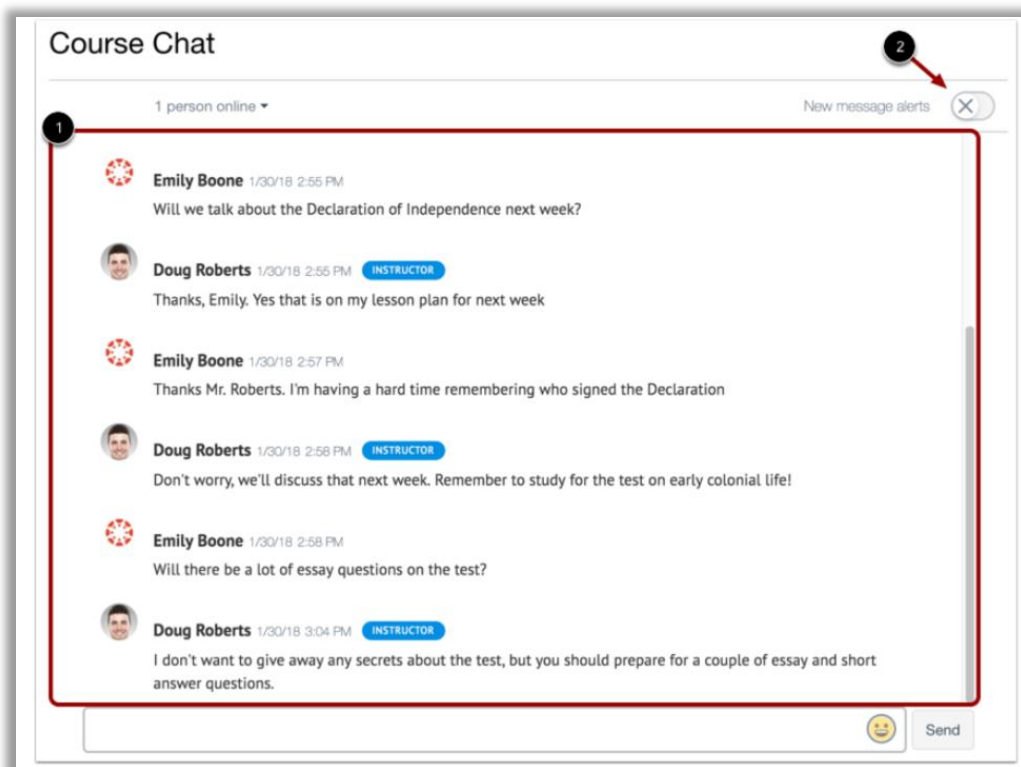 Course Chat
2
1 person online
New message alerts
1
Emily Boone 1/30/18 2:55 PM
Will we talk about the Declaration of Independence next week?
Doug Roberts 1/30/18 2:55 PM INSTRUCTOR
Thanks, Emily. Yes that is on my lesson plan for next week
Emily Boone 1/30/18 2:57 PM
Thanks Mr. Roberts. I'm having a hard time remembering who signed the Declaration
Doug Roberts 1/30/18 2:58 PM INSTRUCTOR
Don't worry, we'll discuss that next week. Remember to study for the test on early colonial life!
Emily Boone 1/30/18 2:58 PM
Will there be a lot of essay questions on the test?
Doug Roberts 1/30/18 3:04 PM INSTRUCTOR
I don't want to give away any secrets about the test, but you should prepare for a couple of essay and short
answer questions.
Send